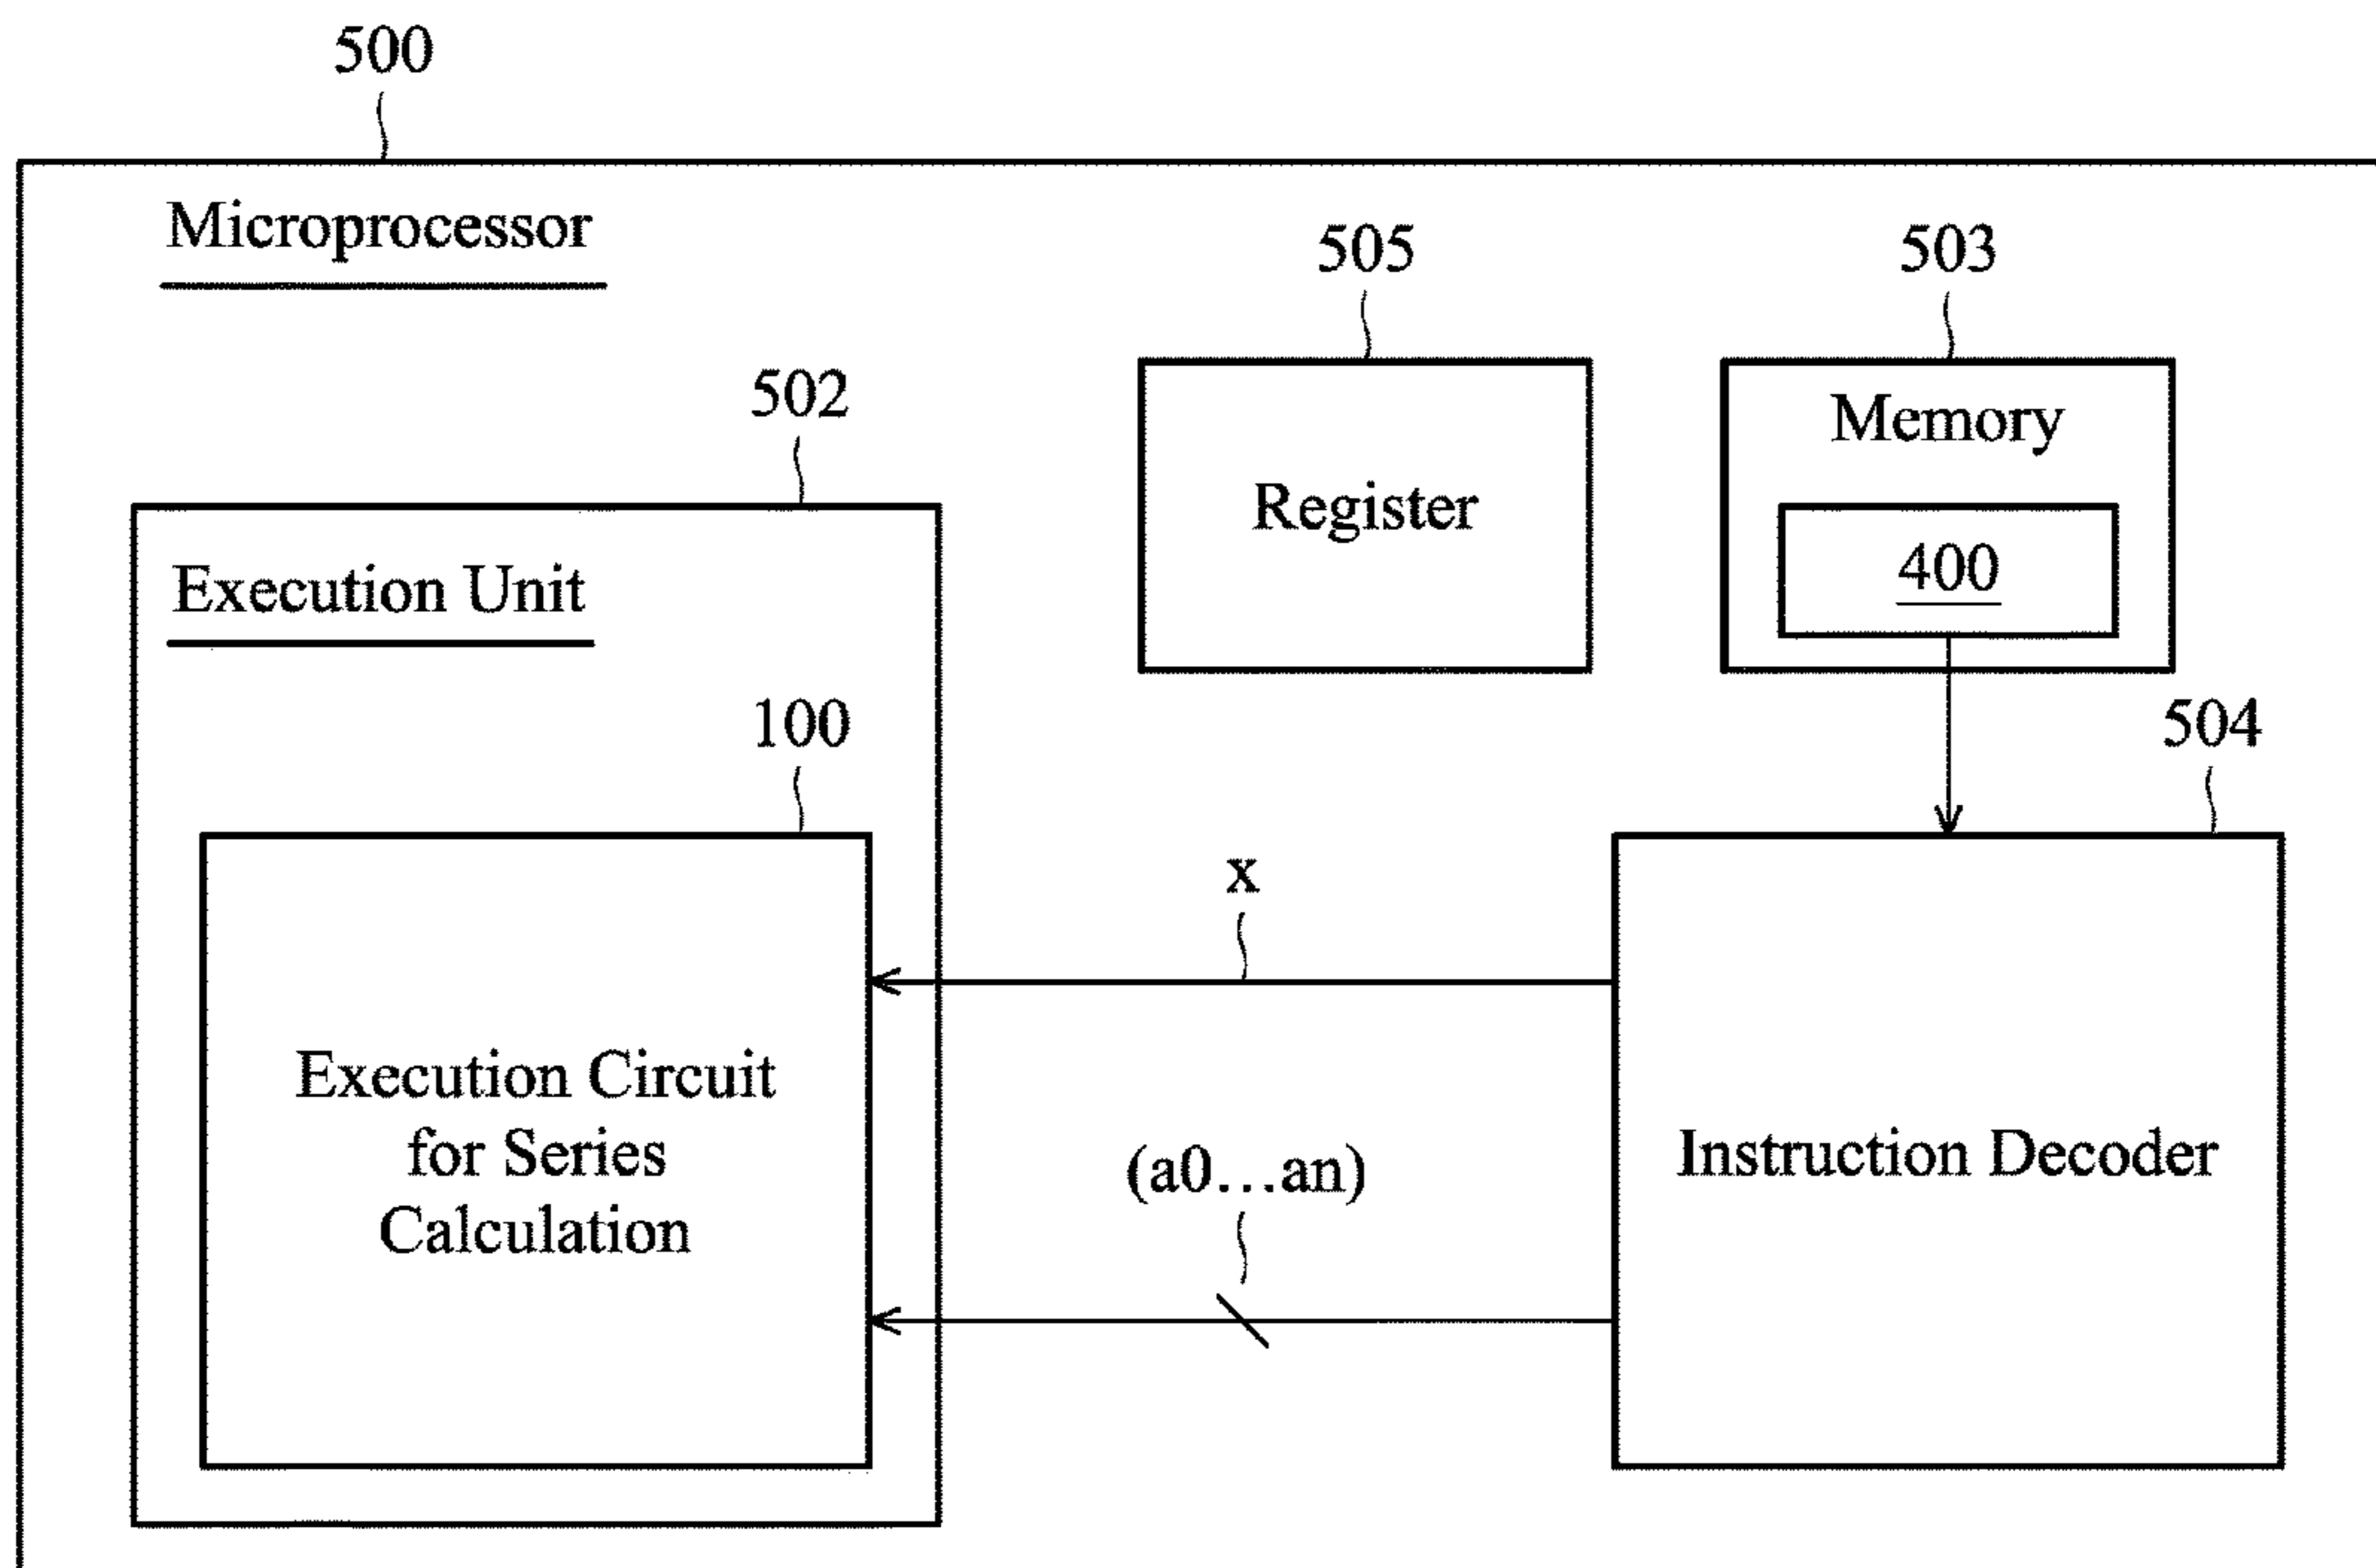 500
Microprocessor
505
503
502
Memory
Register
400
Execution Unit
100
504
x
Execution Circuit
for Series
Calculation
(a0...an)
Instruction Decoder